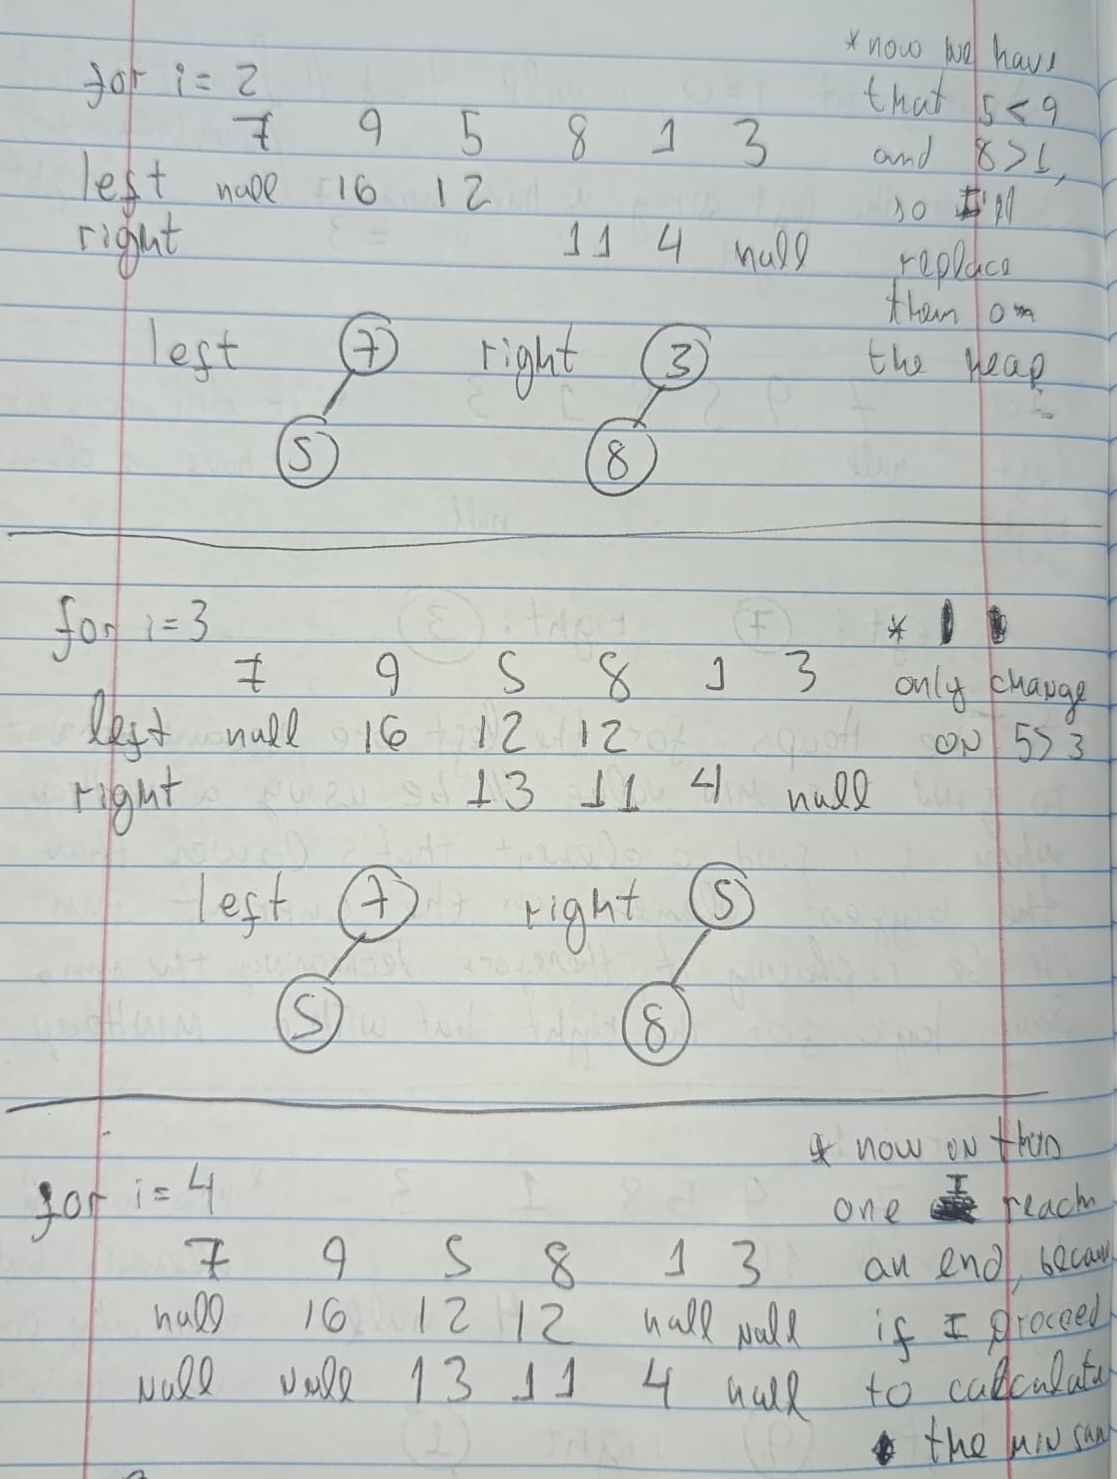 for i = 2
7 9 5 8 1 3
left null 16 12
right 11 4 null
* now we have
that 5 < 9
and 8 > 1,
so I'll
replace
them on
the heap
left 7 right 3
5 8
for i = 3
7 9 5 8 1 3
left null 16 12 12
right 13 11 4 null
*
only change
on 5 > 3
left 7 right 5
5 8
for i = 4
7 9 5 8 1 3
null 16 12 12 null null
null null 13 11 4 null
* now on this
one I reach
an end, becau
if I proceed
to calculate
the min sum